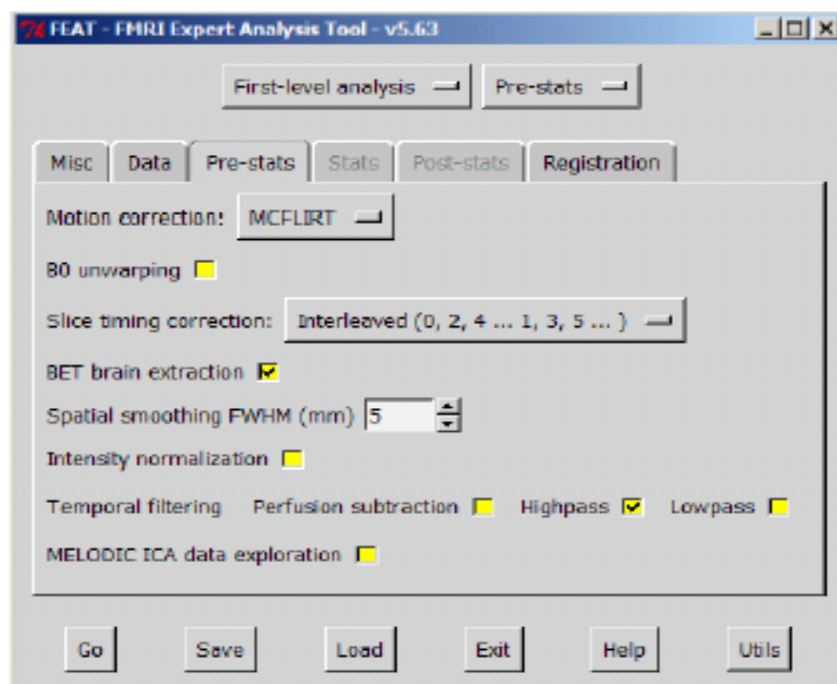 FEAT - FMRI Expert Analysis Tool - v5.63
First-level analysis Pre-stats
Misc Data Pre-stats Stats Post-stats Registration
Motion correction: MCFLIRT
B0 unwarping
Slice timing correction: Interleaved (0, 2, 4 ... 1, 3, 5 ... )
BET brain extraction
Spatial smoothing FWHM (mm) 5
Intensity normalization
Temporal filtering Perfusion subtraction Highpass Lowpass
MELODIC ICA data exploration
Go Save Load Exit Help Utils